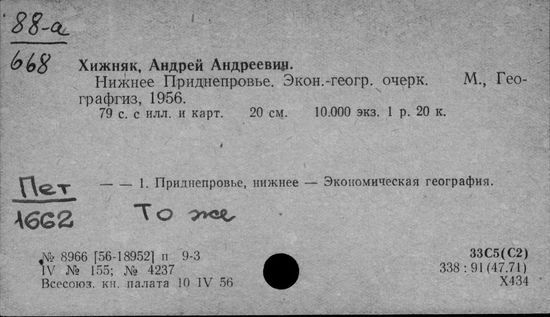 88-а
668
Хижняк, Андрей Андреевич.
Нижнее Приднепровье. Экон.-геогр. очерк. М., Гео-
графгиз, 1956.
79 с. с илл. и карт. 20 см. 10.000 экз. 1 р. 20 к.
Пет
1662
— — 1. Приднепровье, нижнее — Экономическая география.
То же
№ 8966 [56-18952] п 9-3
IV № 155; № 4237
Всесоюз. кн. палата 10 IV 56
33С5(С2)
338 : 91(47.71)
Х434